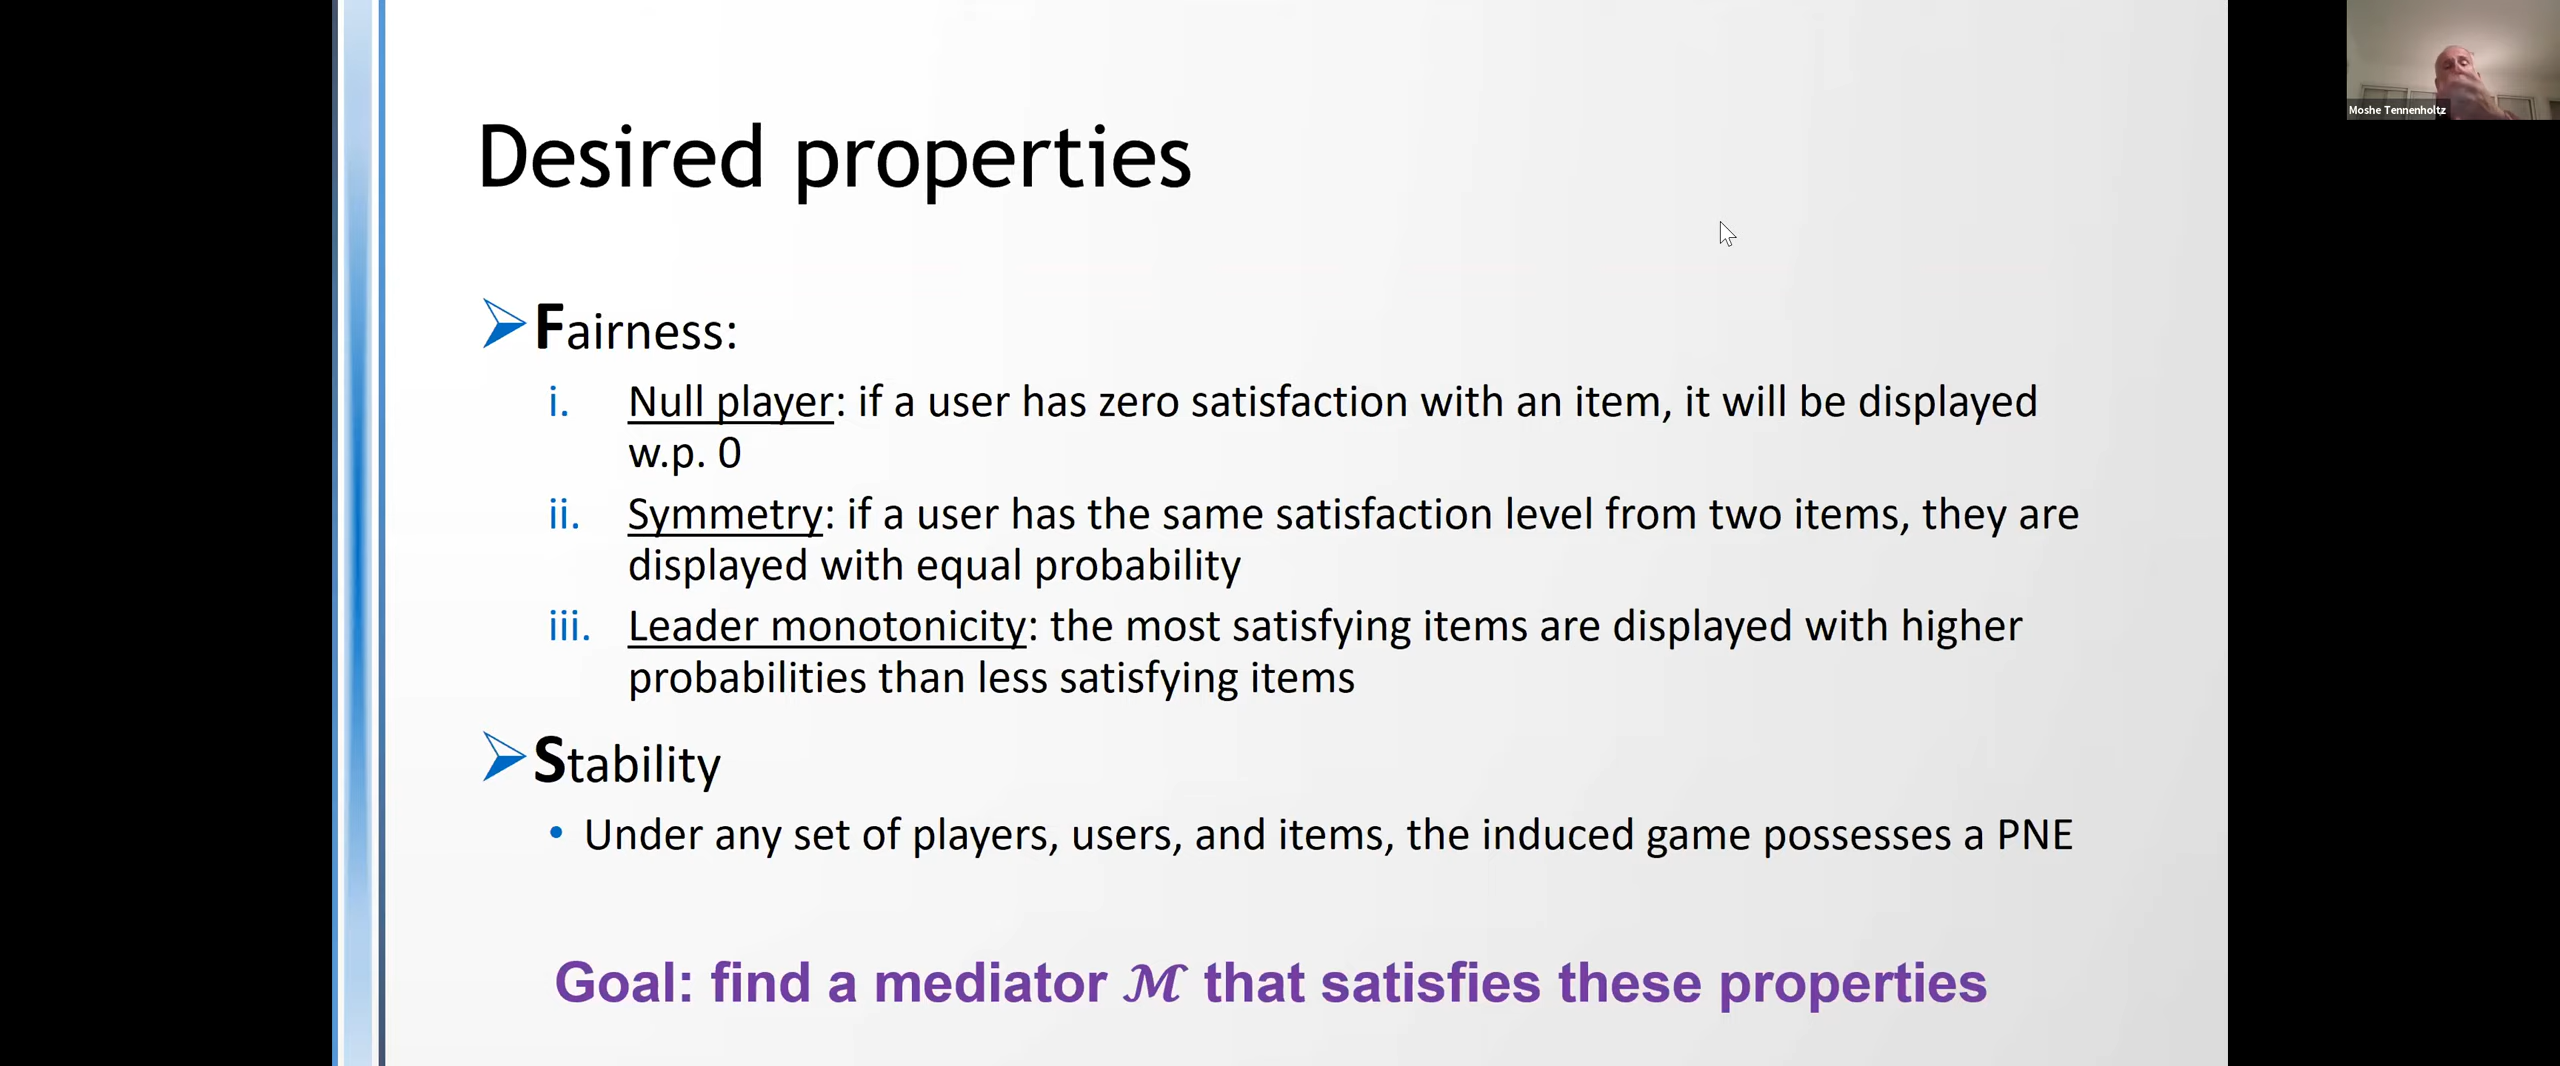 Desired properties
Moshe Tennenholtz
➢Fairness:
i. Null player: if a user has zero satisfaction with an item, it will be displayed
w.p. 0
ii. Symmetry: if a user has the same satisfaction level from two items, they are
displayed with equal probability
iii. Leader monotonicity: the most satisfying items are displayed with higher
probabilities than less satisfying items
➢Stability
• Under any set of players, users, and items, the induced game possesses a PNE
Goal: find a mediator ℳ that satisfies these properties